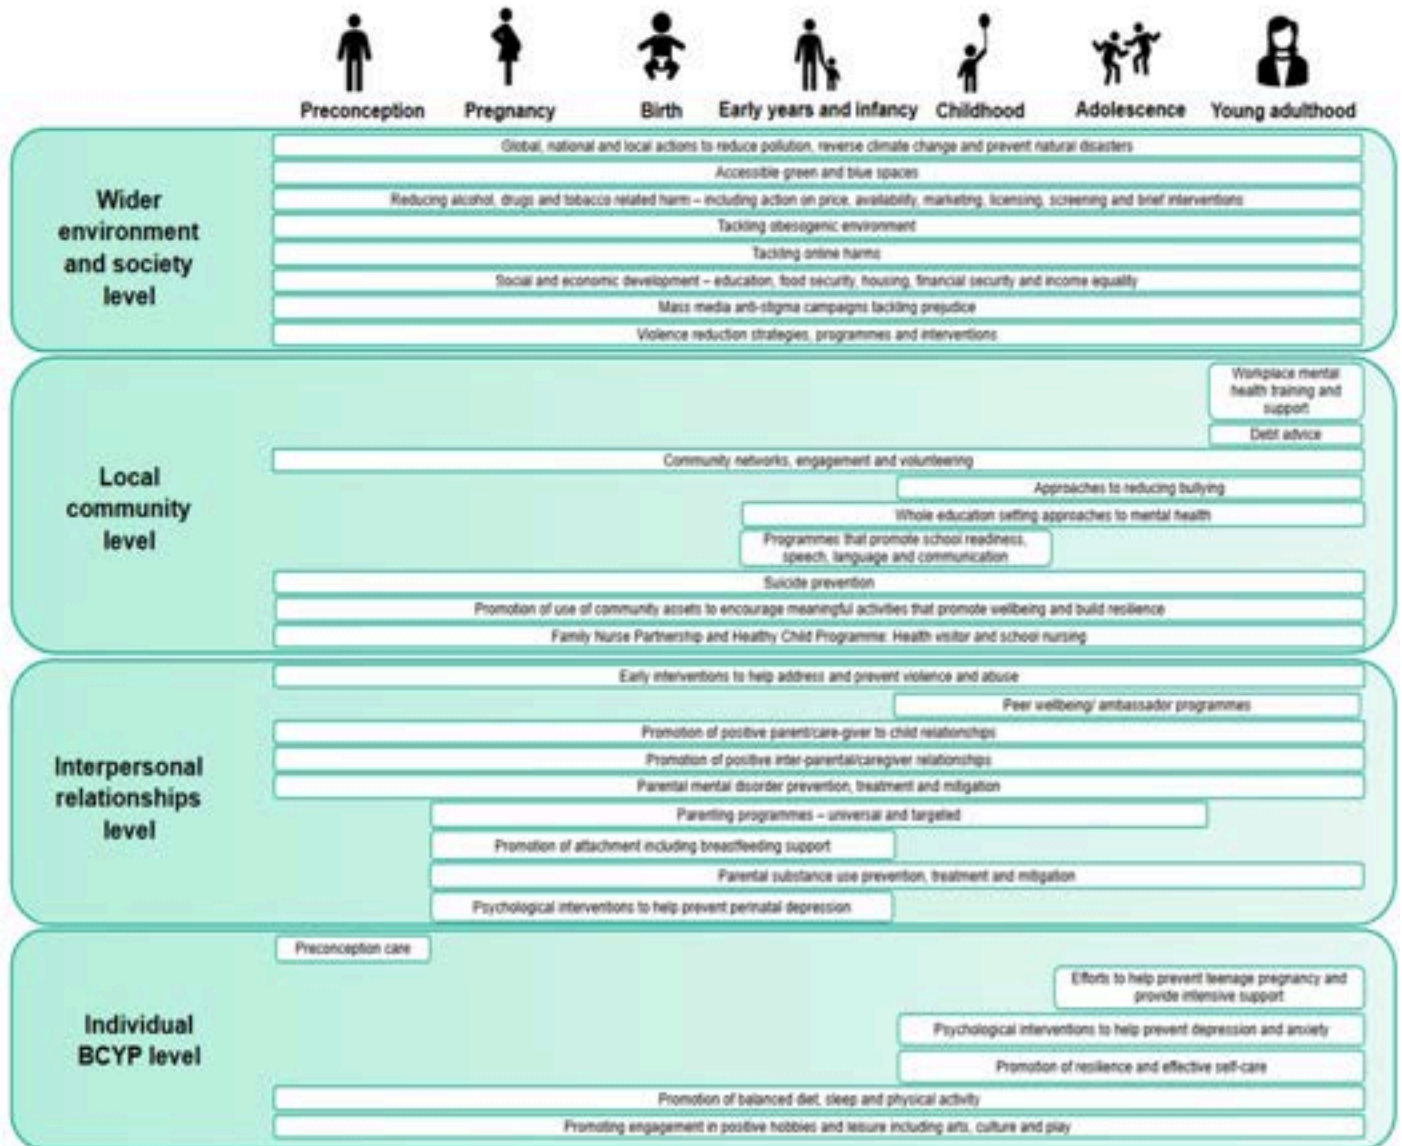 Preconception
Pregnancy
Birth
Early years and infancy
Childhood
Adolescence
Young adulthood
Wider
environment
and society
level
Global, national and local actions to reduce pollution, reverse climate change and prevent natural disasters
Accessible green and blue spaces
Reducing alcohol, drugs and tobacco related harm – including action on price, availability, marketing, licensing, screening and brief interventions
Tackling obesogenic environment
Tackling online harms
Social and economic development – education, food security, housing, financial security and income equality
Mass media anti-stigma campaigns tackling prejudice
Violence reduction strategies, programmes and interventions
Local
community
level
Workplace mental
health training and
support
Debt advice
Community networks, engagement and volunteering
Approaches to reducing bullying
Whole education setting approaches to mental health
Programmes that promote school readiness,
speech, language and communication
Suicide prevention
Promotion of use of community assets to encourage meaningful activities that promote wellbeing and build resilience
Family Nurse Partnership and Healthy Child Programme: Health visitor and school nursing
Interpersonal
relationships
level
Early interventions to help address and prevent violence and abuse
Peer wellbeing/ ambassador programmes
Promotion of positive parent/care-giver to child relationships
Promotion of positive inter-parental/caregiver relationships
Parental mental disorder prevention, treatment and mitigation
Parenting programmes – universal and targeted
Promotion of attachment including breastfeeding support
Parental substance use prevention, treatment and mitigation
Psychological interventions to help prevent perinatal depression
Individual
BCYP level
Preconception care
Efforts to help prevent teenage pregnancy and
provide intensive support
Psychological interventions to help prevent depression and anxiety
Promotion of resilience and effective self-care
Promotion of balanced diet, sleep and physical activity
Promoting engagement in positive hobbies and leisure including arts, culture and play